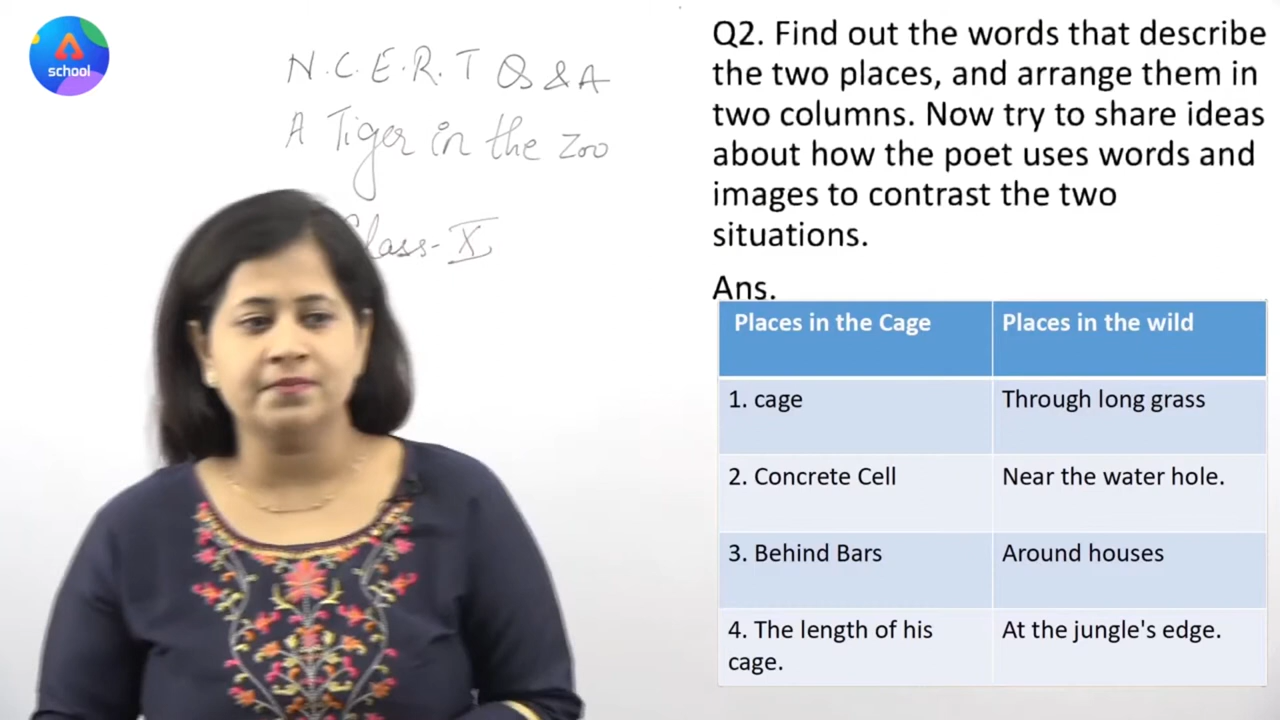 A
school
N.C.E.R.T Qs & A
A Tiger in the Zoo
Class-X
Q2. Find out the words that describe
the two places, and arrange them in
two columns. Now try to share ideas
about how the poet uses words and
images to contrast the two
situations.
Ans.
Places in the Cage
Places in the wild
1. cage
Through long grass
2. Concrete Cell
Near the water hole.
3. Behind Bars
Around houses
4. The length of his
cage.
At the jungle's edge.